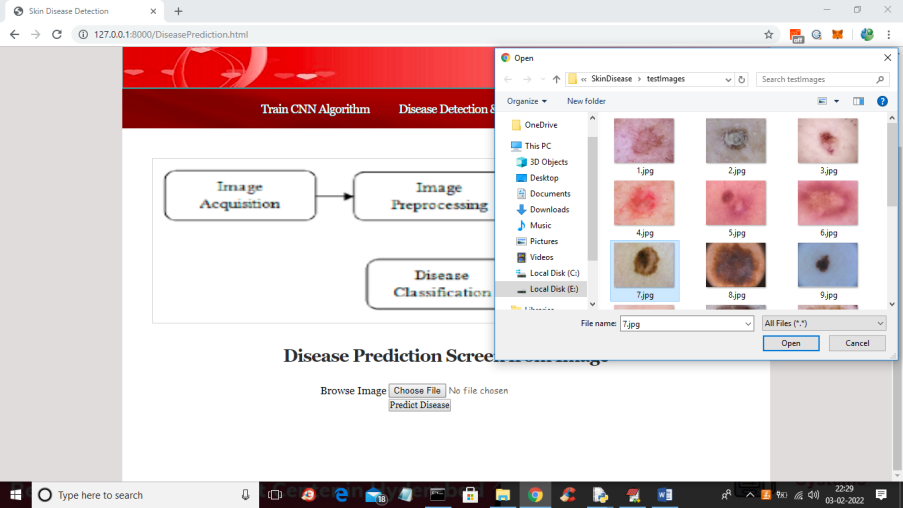 Skin Disease Detection
127.0.0.1:8000/DiseasePrediction.html
off
Train CNN Algorithm
Disease Detection &
Image
Acquisition
Image
Preprocessing
Disease
Classification
Disease Prediction Screen from Image
Browse Image Choose File No file chosen
Predict Disease
Open
« SkinDisease › testImages
Search testImages
Organize
New folder
OneDrive
This PC
3D Objects
Desktop
Documents
Downloads
Music
Pictures
Videos
Local Disk (C:)
Local Disk (E:)
Libraries
1.jpg 2.jpg 3.jpg
4.jpg 5.jpg 6.jpg
7.jpg 8.jpg 9.jpg
File name: 7.jpg
All Files (*.*)
Open
Cancel
Type here to search
18
22:29
03-02-2022